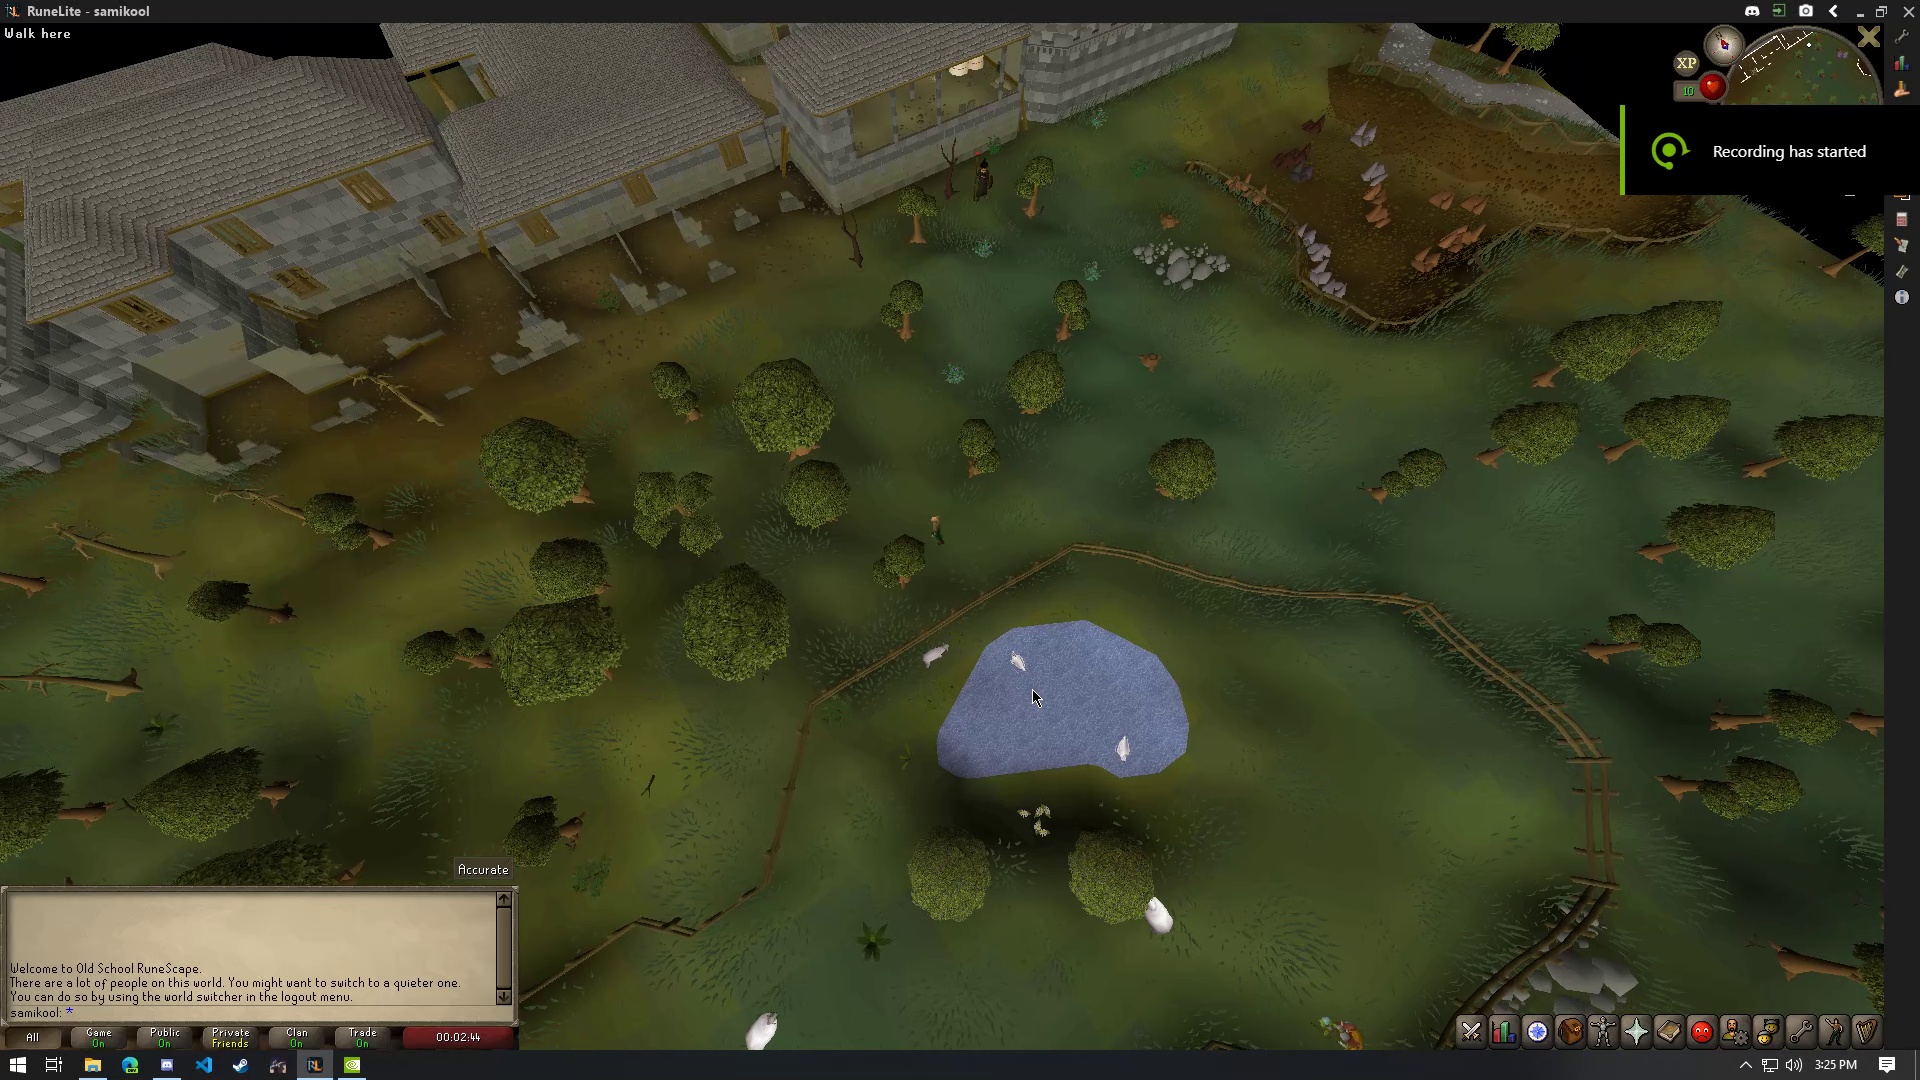 RuneLite - samikool
Walk here
XP
10
Recording has started
Accurate
Welcome to Old School RuneScape.
There are a lot of people on this world. You might want to switch to a quieter one.
You can do so by using the world switcher in the logout menu.
samikool: *
All
Game
On
Public
On
Private
Friends
Clan
On
Trade
On
00:02:44
3:25 PM